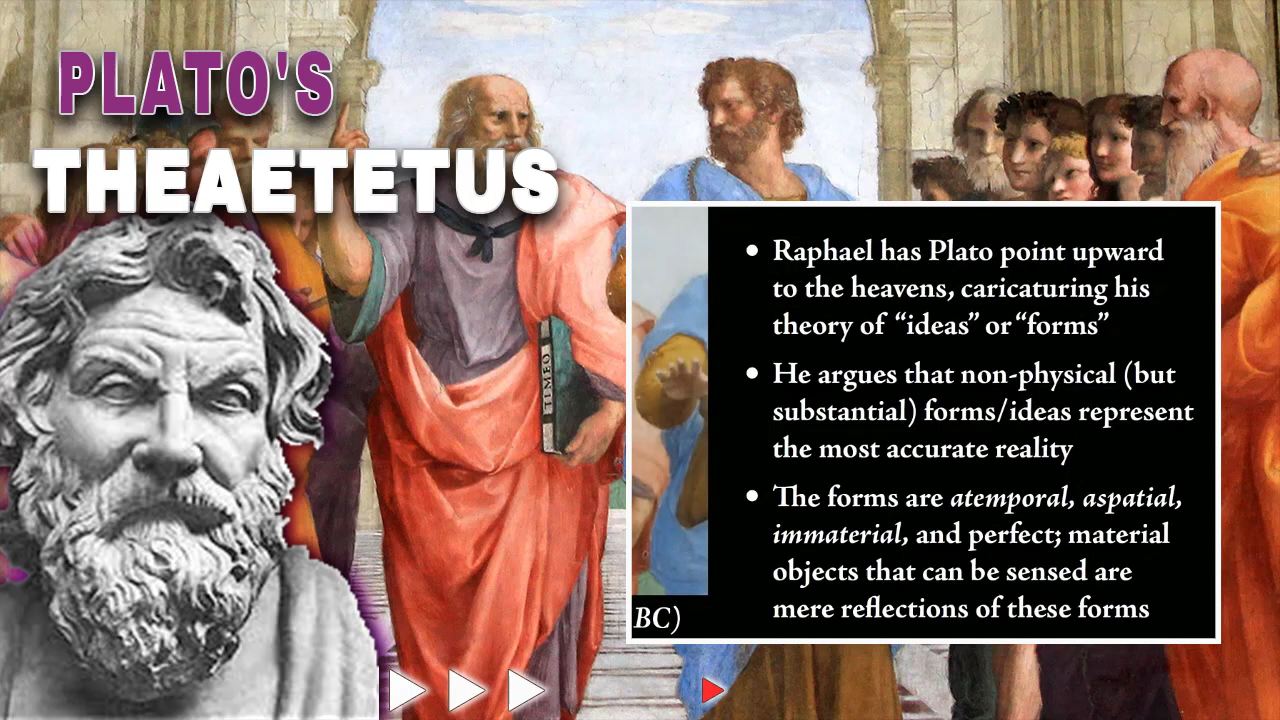 PLATO'S
THEAETETUS
TIMEO
• Raphael has Plato point upward
to the heavens, caricaturing his
theory of “ideas” or “forms”
• He argues that non-physical (but
substantial) forms/ideas represent
the most accurate reality
• The forms are atemporal, aspatial,
immaterial, and perfect; material
objects that can be sensed are
mere reflections of these forms
BC)